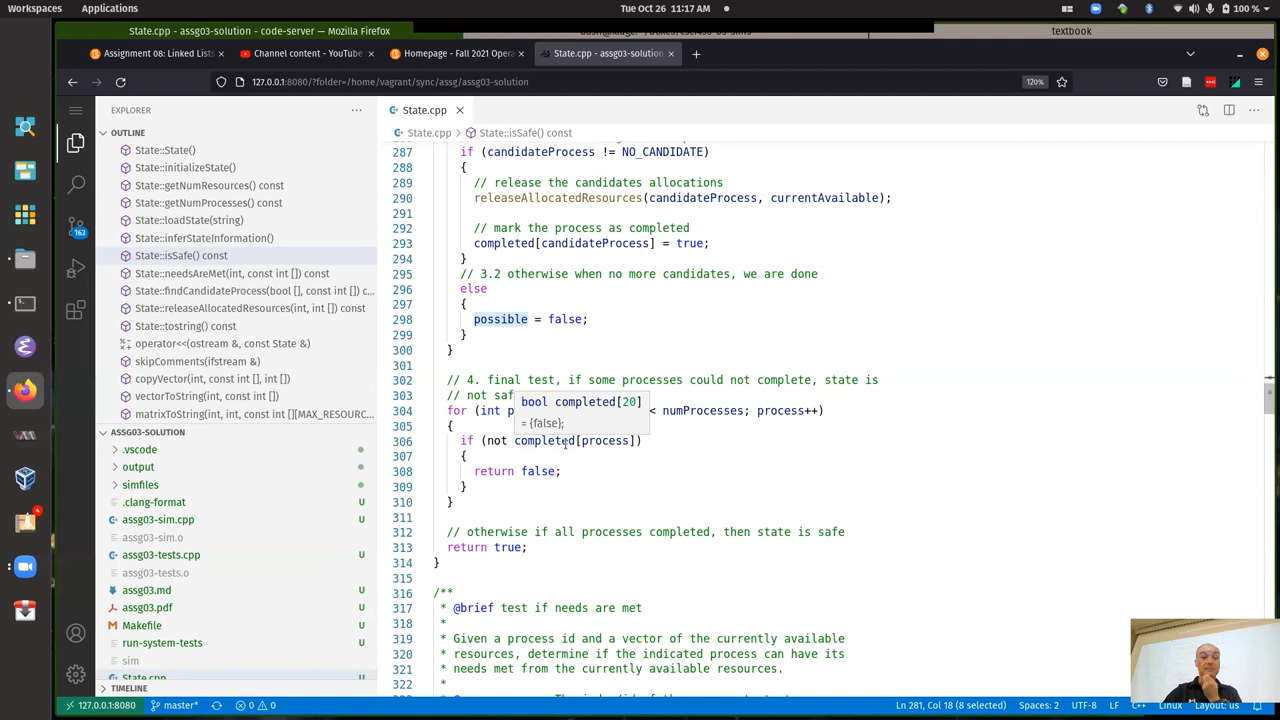 Workspaces Applications Tue Oct 26 11:17 AM 100 %
State.cpp - assg03-solution - code-server — Mozilla Firefox
textbook
Assignment 08: Linked Lists
Channel content - YouTube
Homepage - Fall 2021 Opera
State.cpp - assg03-solution
127.0.0.1:8080/?folder=/home/vagrant/sync/assg/assg03-solution 120%
EXPLORER
State.cpp
OUTLINE
State.cpp > State::isSafe() const
State::State()
State::initializeState()
State::getNumResources() const
State::getNumProcesses() const
State::loadState(string)
State::inferStateInformation()
State::isSafe() const
State::needsAreMet(int, const int []) const
State::findCandidateProcess(bool [], const int []) c...
State::releaseAllocatedResources(int, int []) const
State::tostring() const
operator<<(ostream &, const State &)
skipComments(ifstream &)
copyVector(int, const int [], int [])
vectorToString(int, const int [])
matrixToString(int, const int [][MAX_RESOURC...
ASSG03-SOLUTION
.vscode
output
simfiles
.clang-format U
assg03-sim.cpp U
assg03-sim.o
assg03-tests.cpp U
assg03-tests.o
assg03.md U
assg03.pdf U
Makefile U
run-system-tests U
sim
State.cpp U
TIMELINE
163
287 if (candidateProcess != NO_CANDIDATE)
288 {
289 // release the candidates allocations
290 releaseAllocatedResources(candidateProcess, currentAvailable);
291
292 // mark the process as completed
293 completed[candidateProcess] = true;
294 }
295 // 3.2 otherwise when no more candidates, we are done
296 else
297 {
298 possible = false;
299 }
300 }
301
302 // 4. final test, if some processes could not complete, state is
303 // not saf
bool completed[20]
= {false};
304 for (int p < numProcesses; process++)
305 {
306 if (not completed[process])
307 {
308 return false;
309 }
310 }
311
312 // otherwise if all processes completed, then state is safe
313 return true;
314 }
315
316 /**
317 * @brief test if needs are met
318 *
319 * Given a process id and a vector of the currently available
320 * resources, determine if the indicated process can have its
321 * needs met from the currently available resources.
322 *
127.0.0.1:8080 master* 0 0 Ln 281, Col 18 (8 selected) Spaces: 2 UTF-8 LF C++ Linux Layout: us